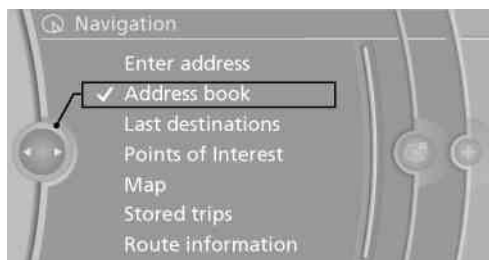 Navigation
Enter address
Address book
Last destinations
Points of Interest
Map
Stored trips
Route information